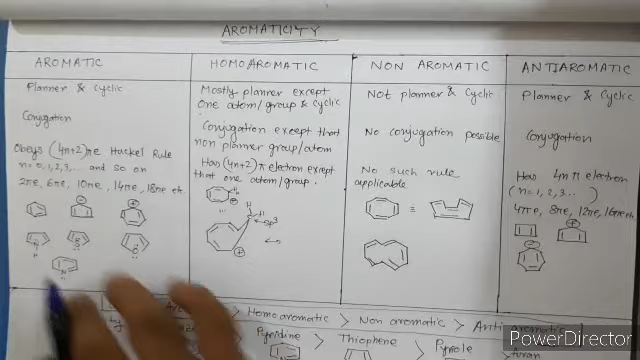 AROMATICITY
AROMATIC
HOMOAROMATIC
NON AROMATIC
ANTIAROMATIC
Planner & Cyclic
Conjugation
Obeys (4n+2)πe Huckel Rule
n=0,1,2,3,... and so on
2πe, 6πe, 10πe, 14πe, 18πe etc.
Mostly planner except
one atom/group & cyclic
Conjugation except that
non planner group/atom
Has (4n+2) π electron except
that one atom/group.
H
H
sp3
Not planner & Cyclic
No conjugation possible
No such rule
applicable
Planner & Cyclic
Conjugation
Has 4n π electron
(n=1,2,3...)
4πe, 8πe, 12πe, 16πe etc
> Homoaromatic > Non aromatic > Anti aromatic
Pyridine > Thiophene > Pyrrole > furan
PowerDirector